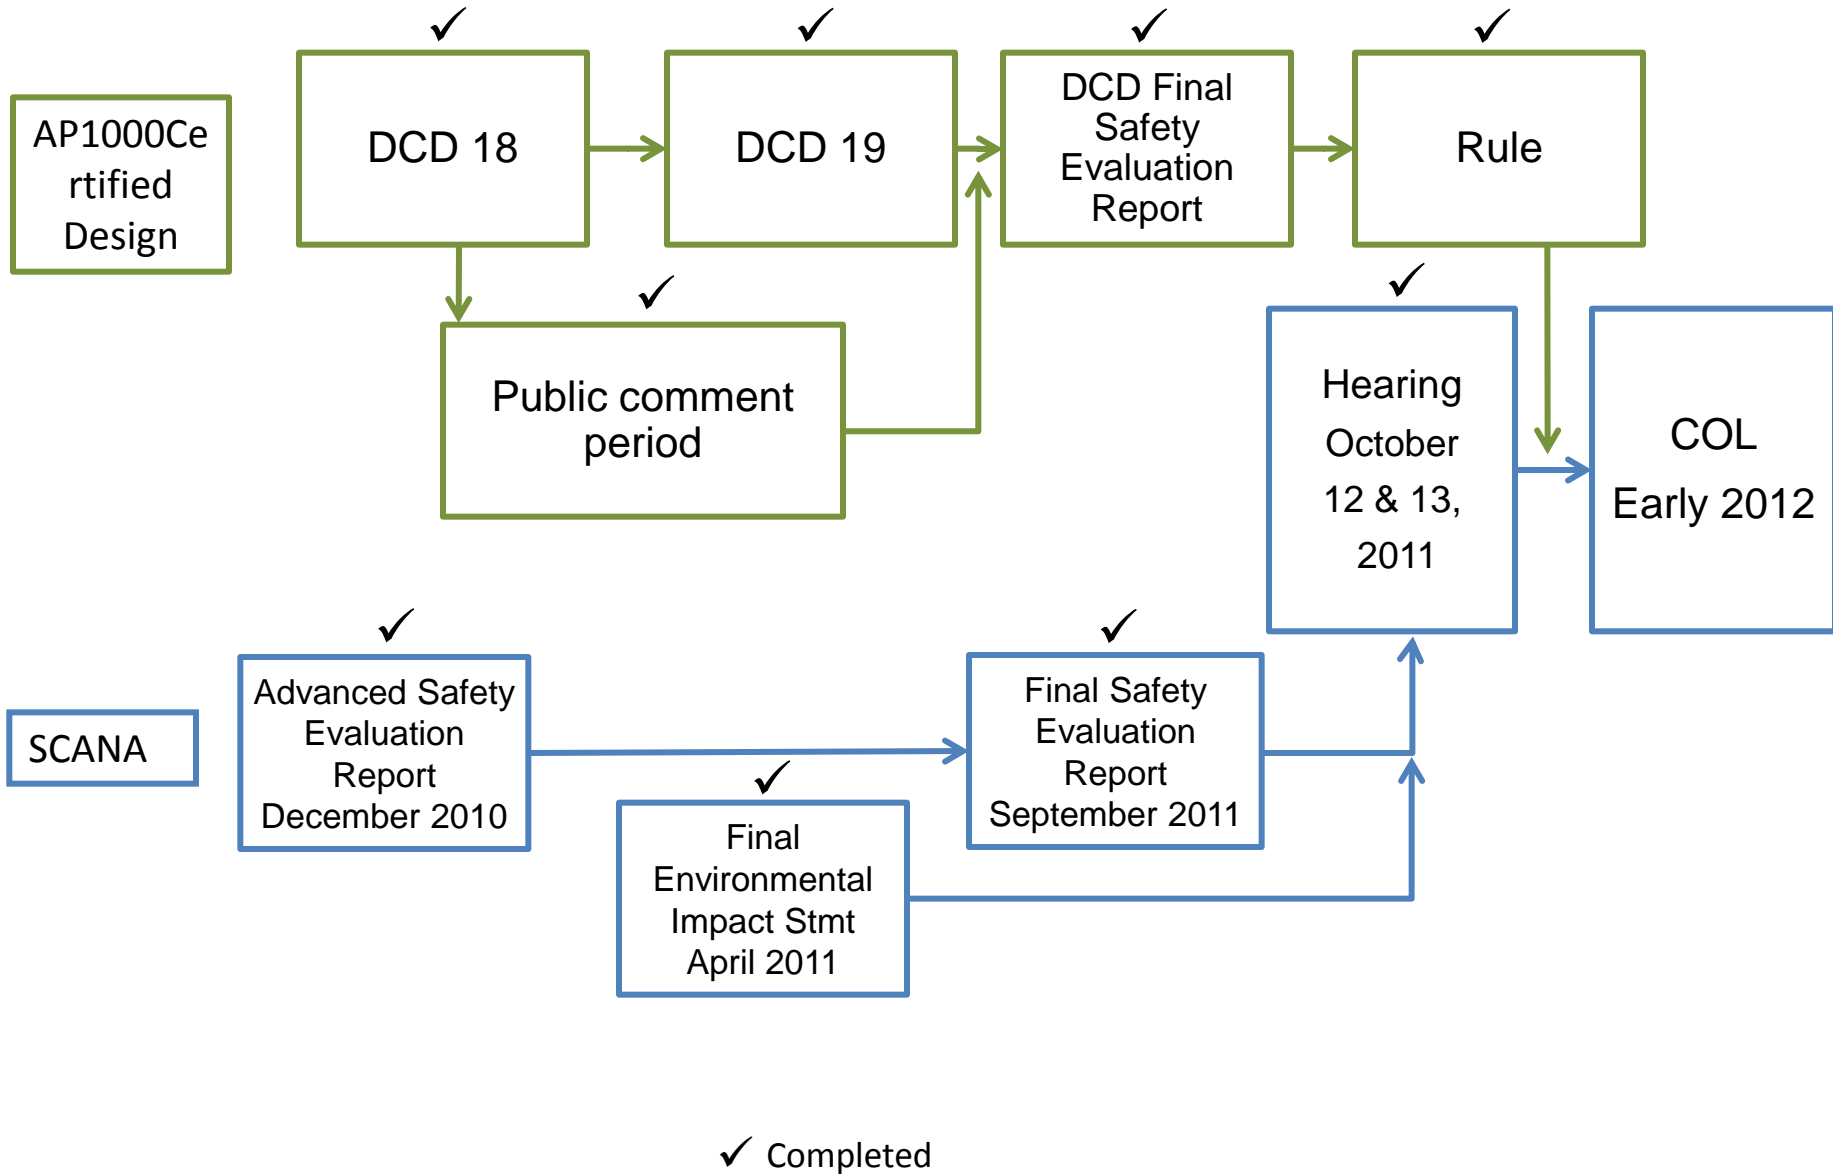 AP1000Ce
rtified
Design
DCD 18
DCD 19
DCD Final
Safety
Evaluation
Report
Rule
Public comment
period
Hearing
October
12 & 13,
2011
COL
Early 2012
SCANA
Advanced Safety
Evaluation
Report
December 2010
Final
Environmental
Impact Stmt
April 2011
Final Safety
Evaluation
Report
September 2011
✓ Completed